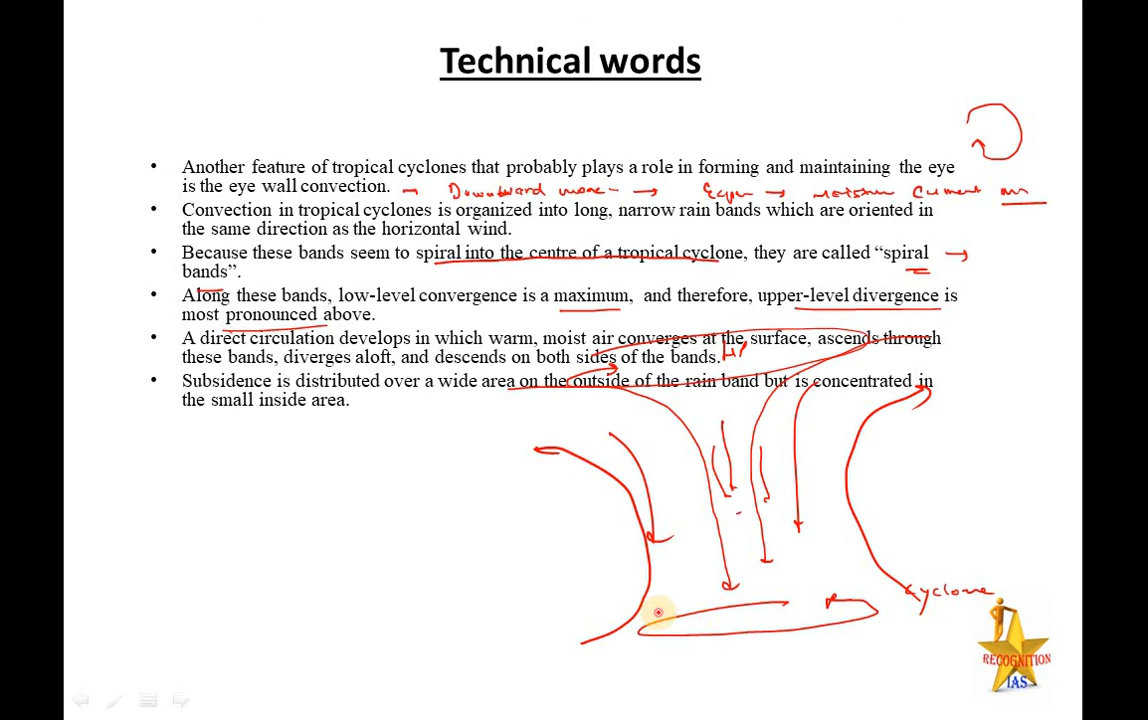 Technical words
• Another feature of tropical cyclones that probably plays a role in forming and maintaining the eye
is the eye wall convection. → Downward move - → →
• Convection in tropical cyclones is organized into long, narrow rain bands which are oriented in
the same direction as the horizontal wind.
• Because these bands seem to spiral into the centre of a tropical cyclone, they are called “spiral
bands”.
• Along these bands, low-level convergence is a maximum, and therefore, upper-level divergence is
most pronounced above.
• A direct circulation develops in which warm, moist air converges at the surface, ascends through
these bands, diverges aloft, and descends on both sides of the bands. HP
• Subsidence is distributed over a wide area on the outside of the rain band but is concentrated in
the small inside area.
Cyclone
RECOGNITION
IAS